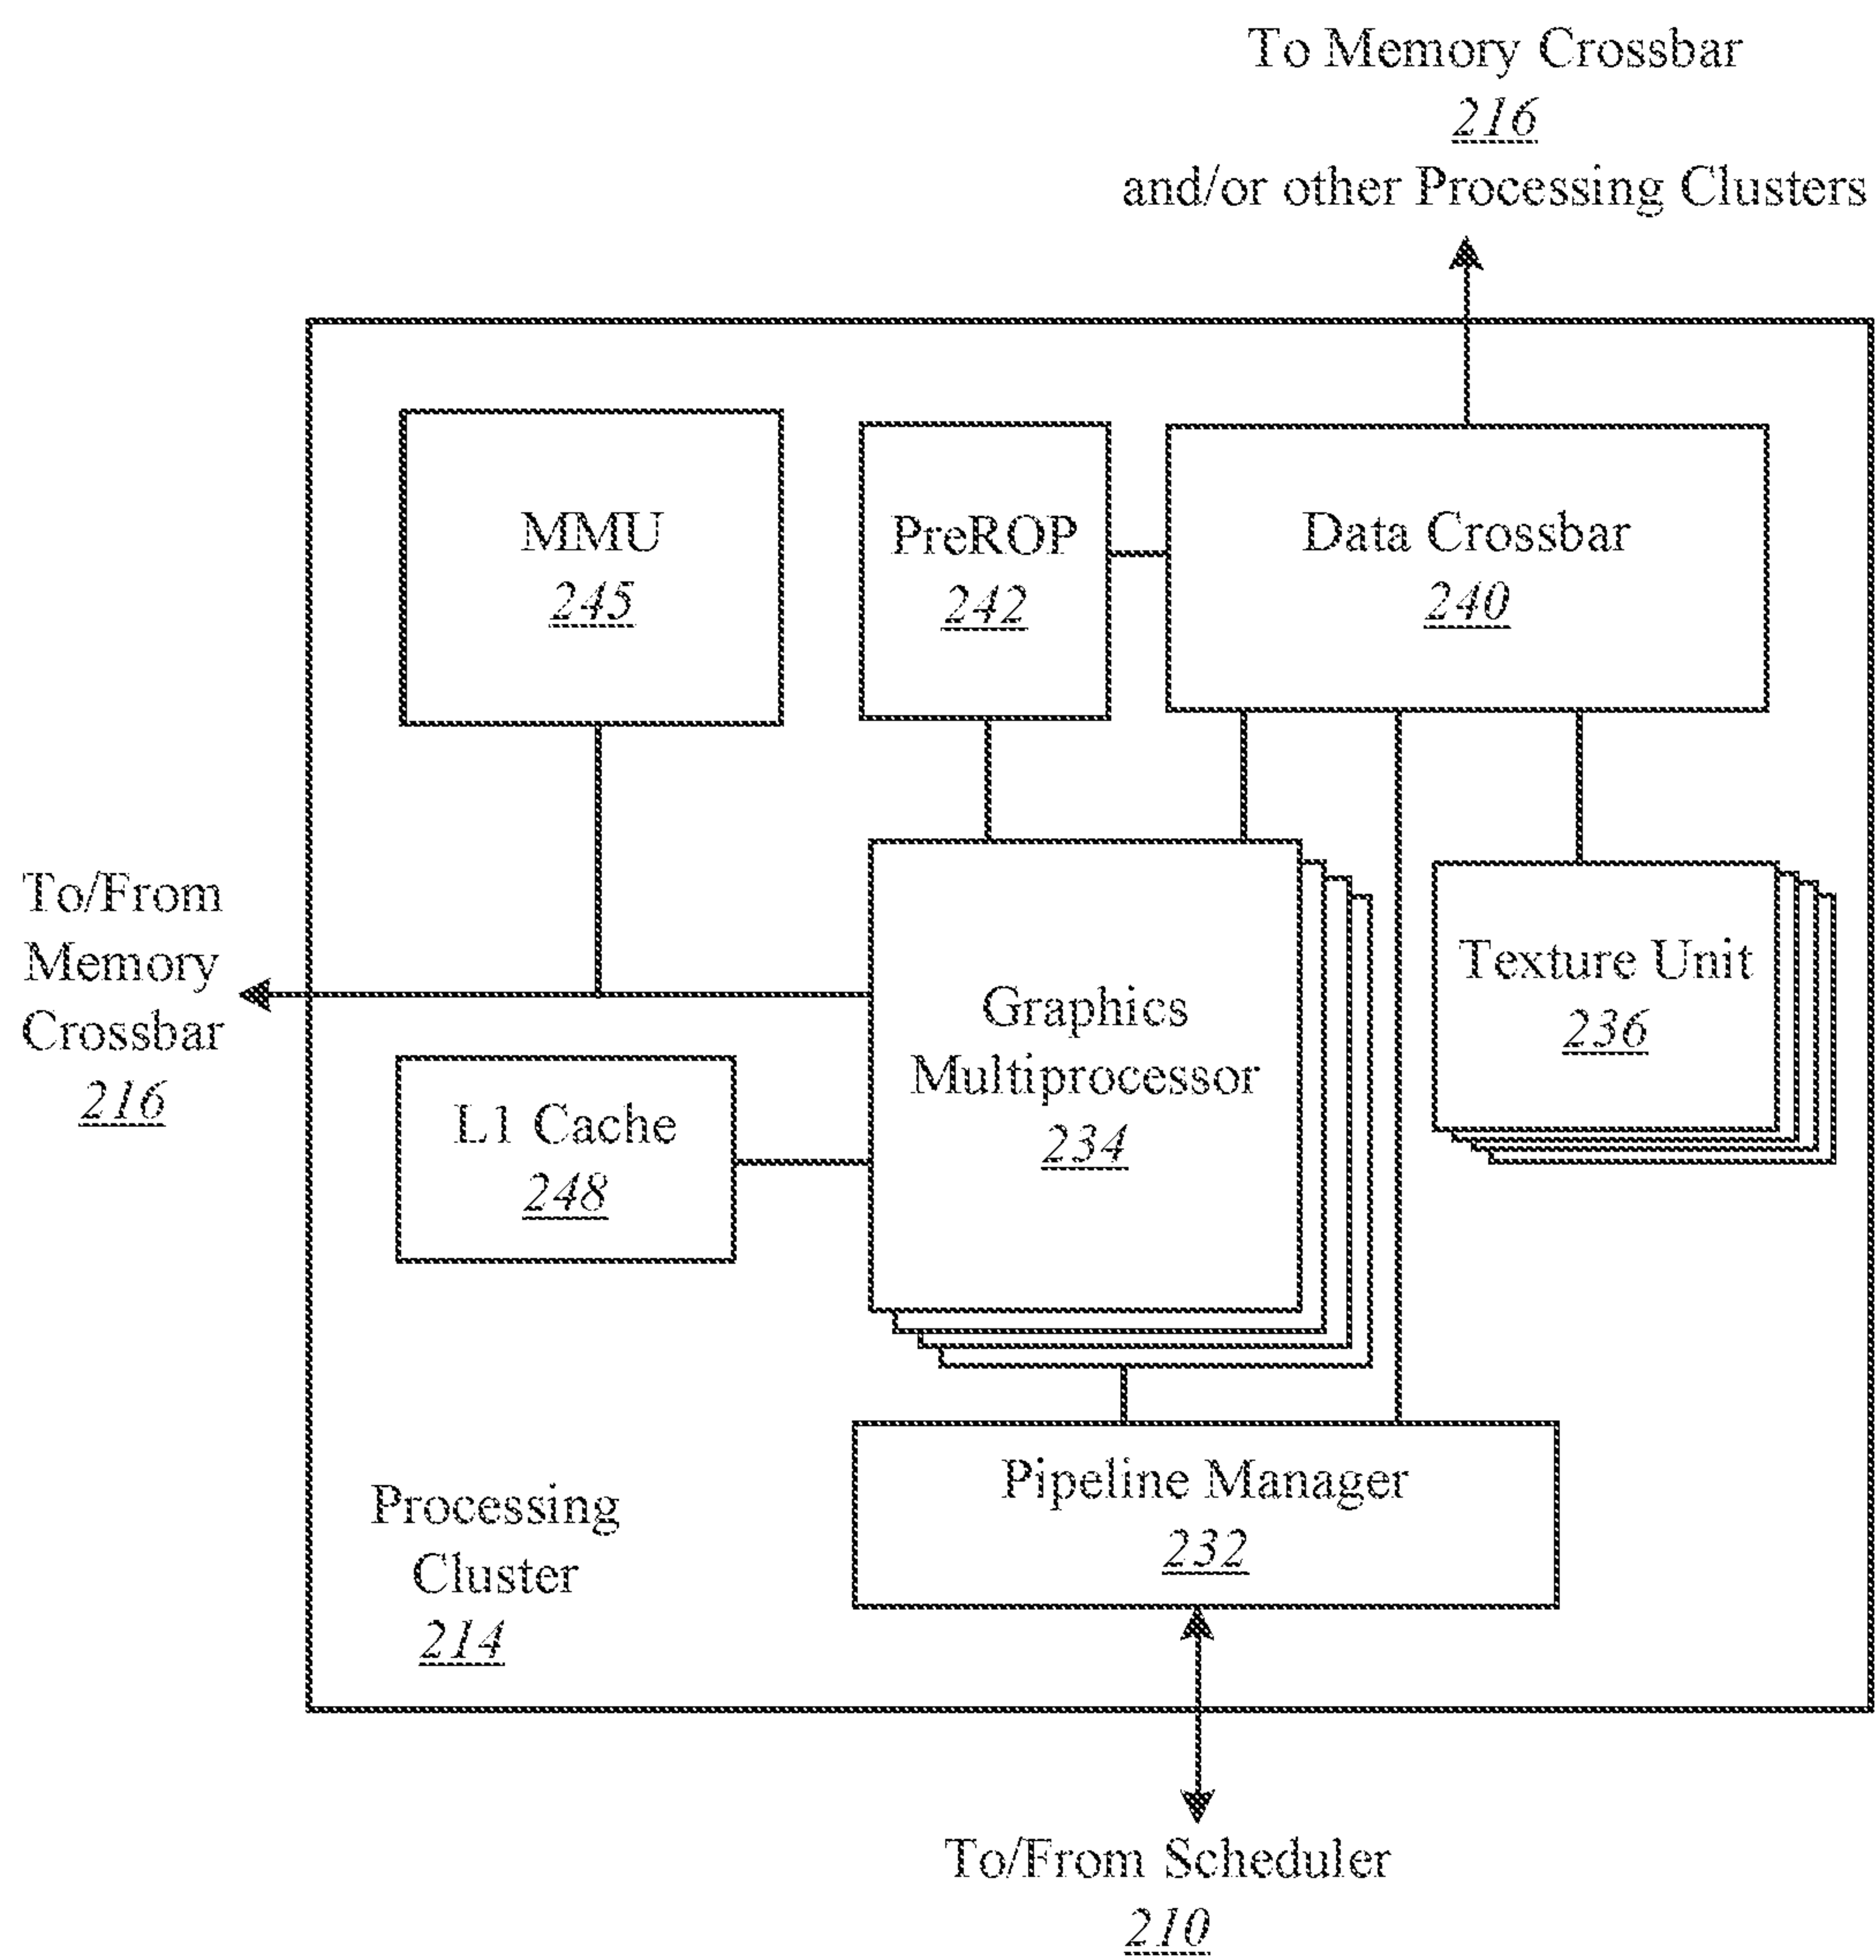 To Memory Crossbar
216
and/or other Processing Clusters
MMU
245
PreROP
242
Data Crossbar
240
To/From
Memory
Crossbar
216
Graphics
Multiprocessor
234
Texture Unit
236
L1 Cache
248
Pipeline Manager
232
Processing
Cluster
214
To/From Scheduler
210